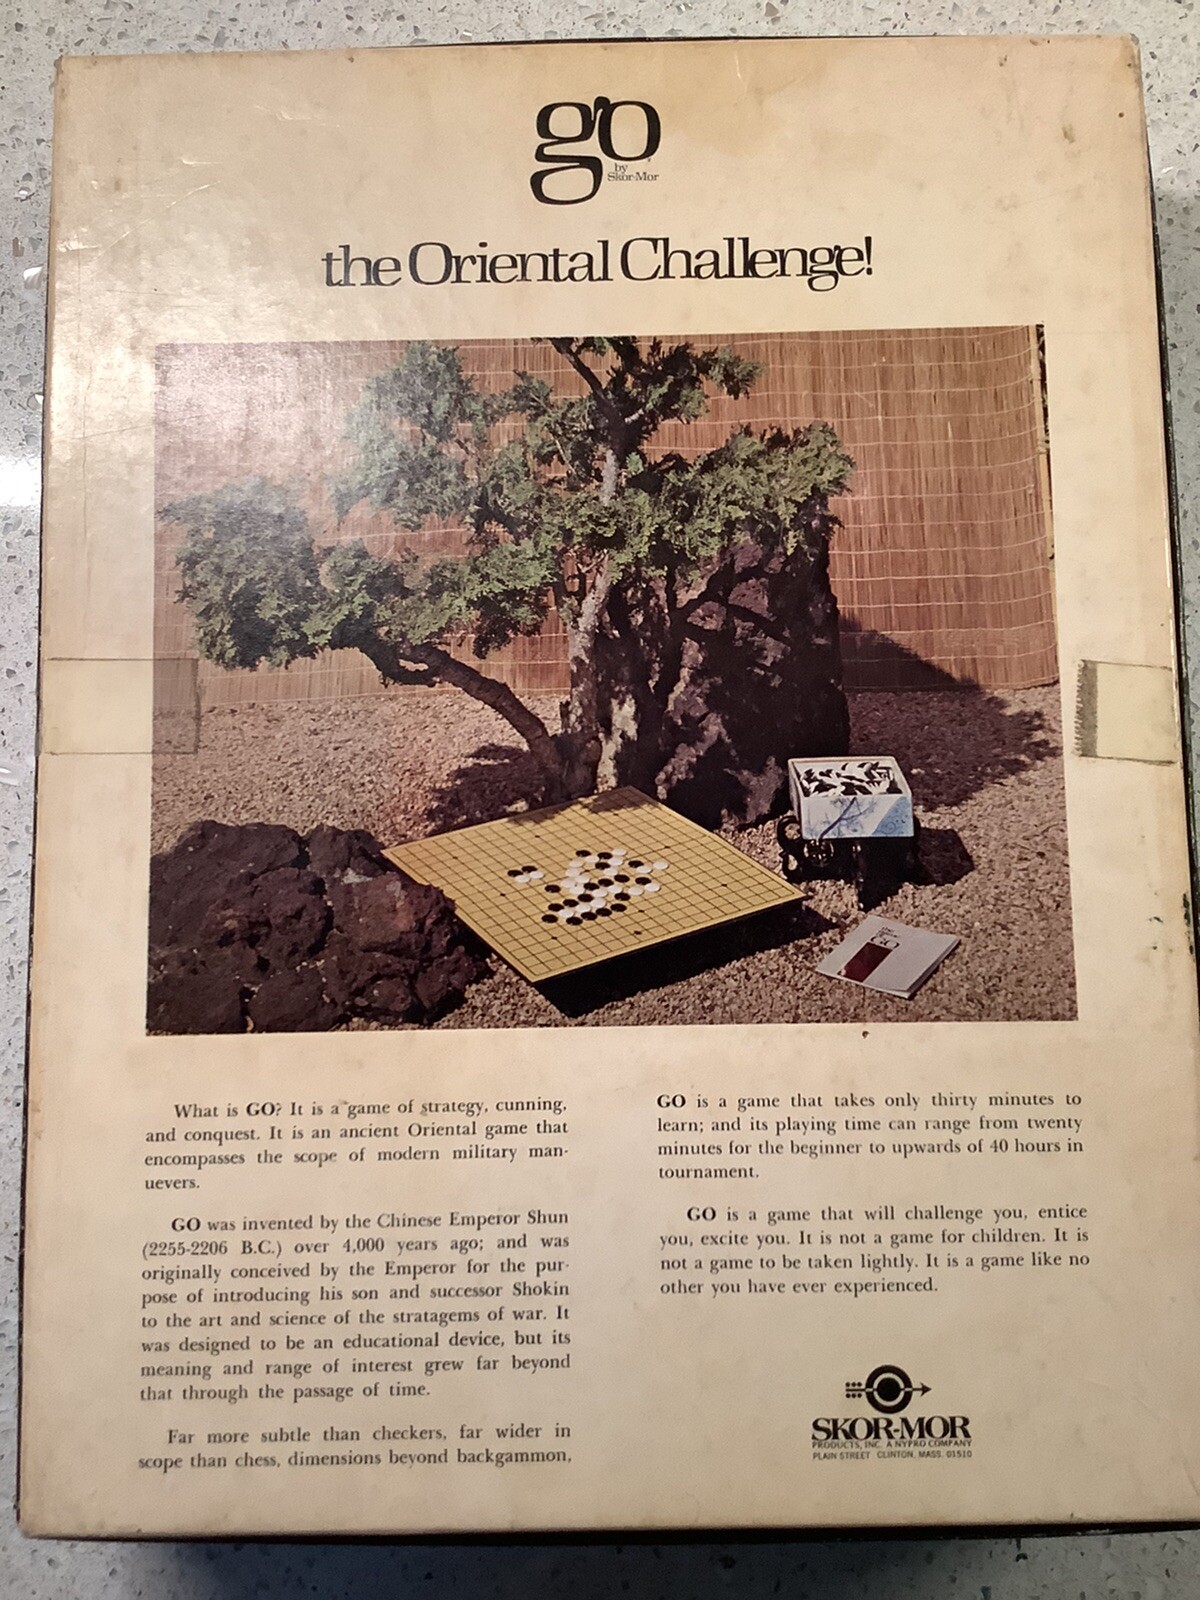 go
by
Skor-Mor
the Oriental Challenge!
GO
What is GO? It is a game of strategy, cunning,
and conquest. It is an ancient Oriental game that
encompasses the scope of modern military man-
uevers.
GO was invented by the Chinese Emperor Shun
(2255-2206 B.C.) over 4,000 years ago; and was
originally conceived by the Emperor for the pur-
pose of introducing his son and successor Shokin
to the art and science of the stratagems of war. It
was designed to be an educational device, but its
meaning and range of interest grew far beyond
that through the passage of time.
Far more subtle than checkers, far wider in
scope than chess, dimensions beyond backgammon,
GO is a game that takes only thirty minutes to
learn; and its playing time can range from twenty
minutes for the beginner to upwards of 40 hours in
tournament.
GO is a game that will challenge you, entice
you, excite you. It is not a game for children. It is
not a game to be taken lightly. It is a game like no
other you have ever experienced.
SKOR-MOR
PRODUCTS, INC. A NYPRO COMPANY
PLAIN STREET CLINTON, MASS. 01510